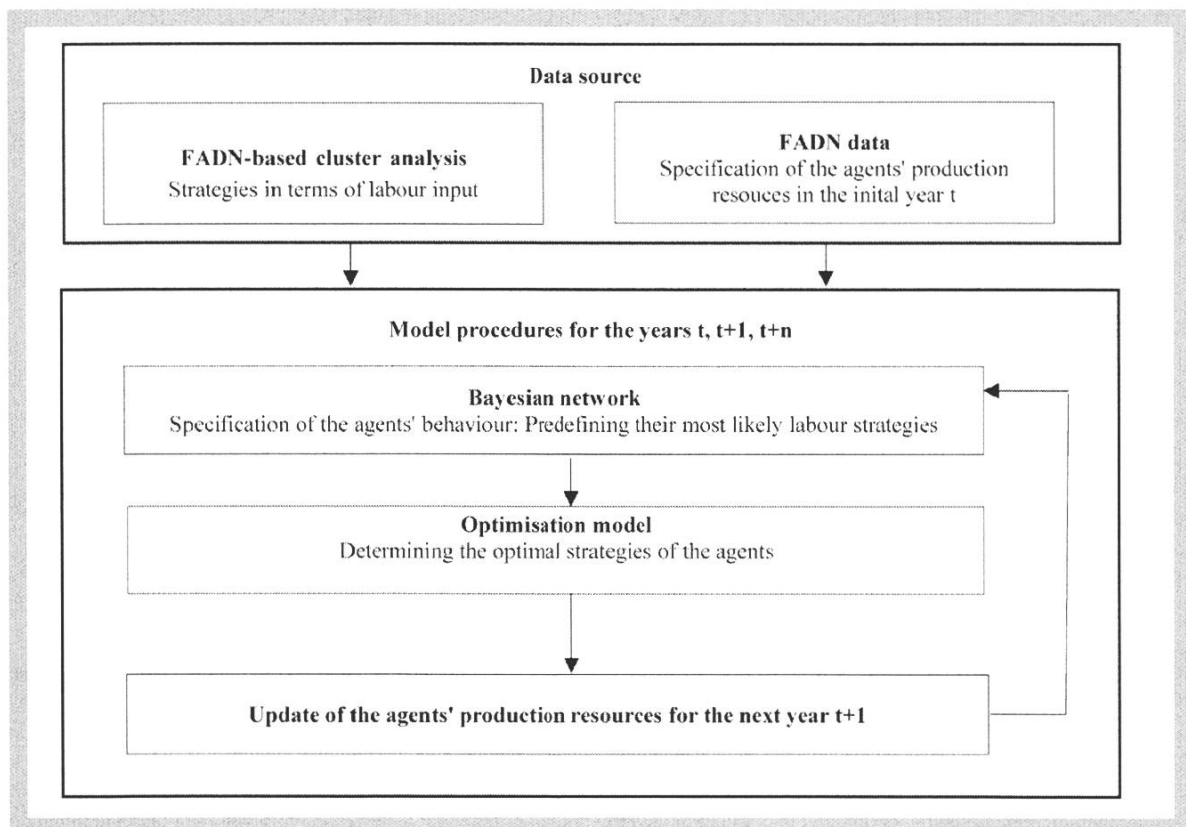 Data source
FADN-based cluster analysis
Strategies in terms of labour input
FADN data
Specification of the agents' production
resouces in the inital year t
Model procedures for the years t, t+1, t+n
Bayesian network
Specification of the agents' behaviour: Predefining their most likely labour strategies
Optimisation model
Determining the optimal strategies of the agents
Update of the agents' production resources for the next year t+1